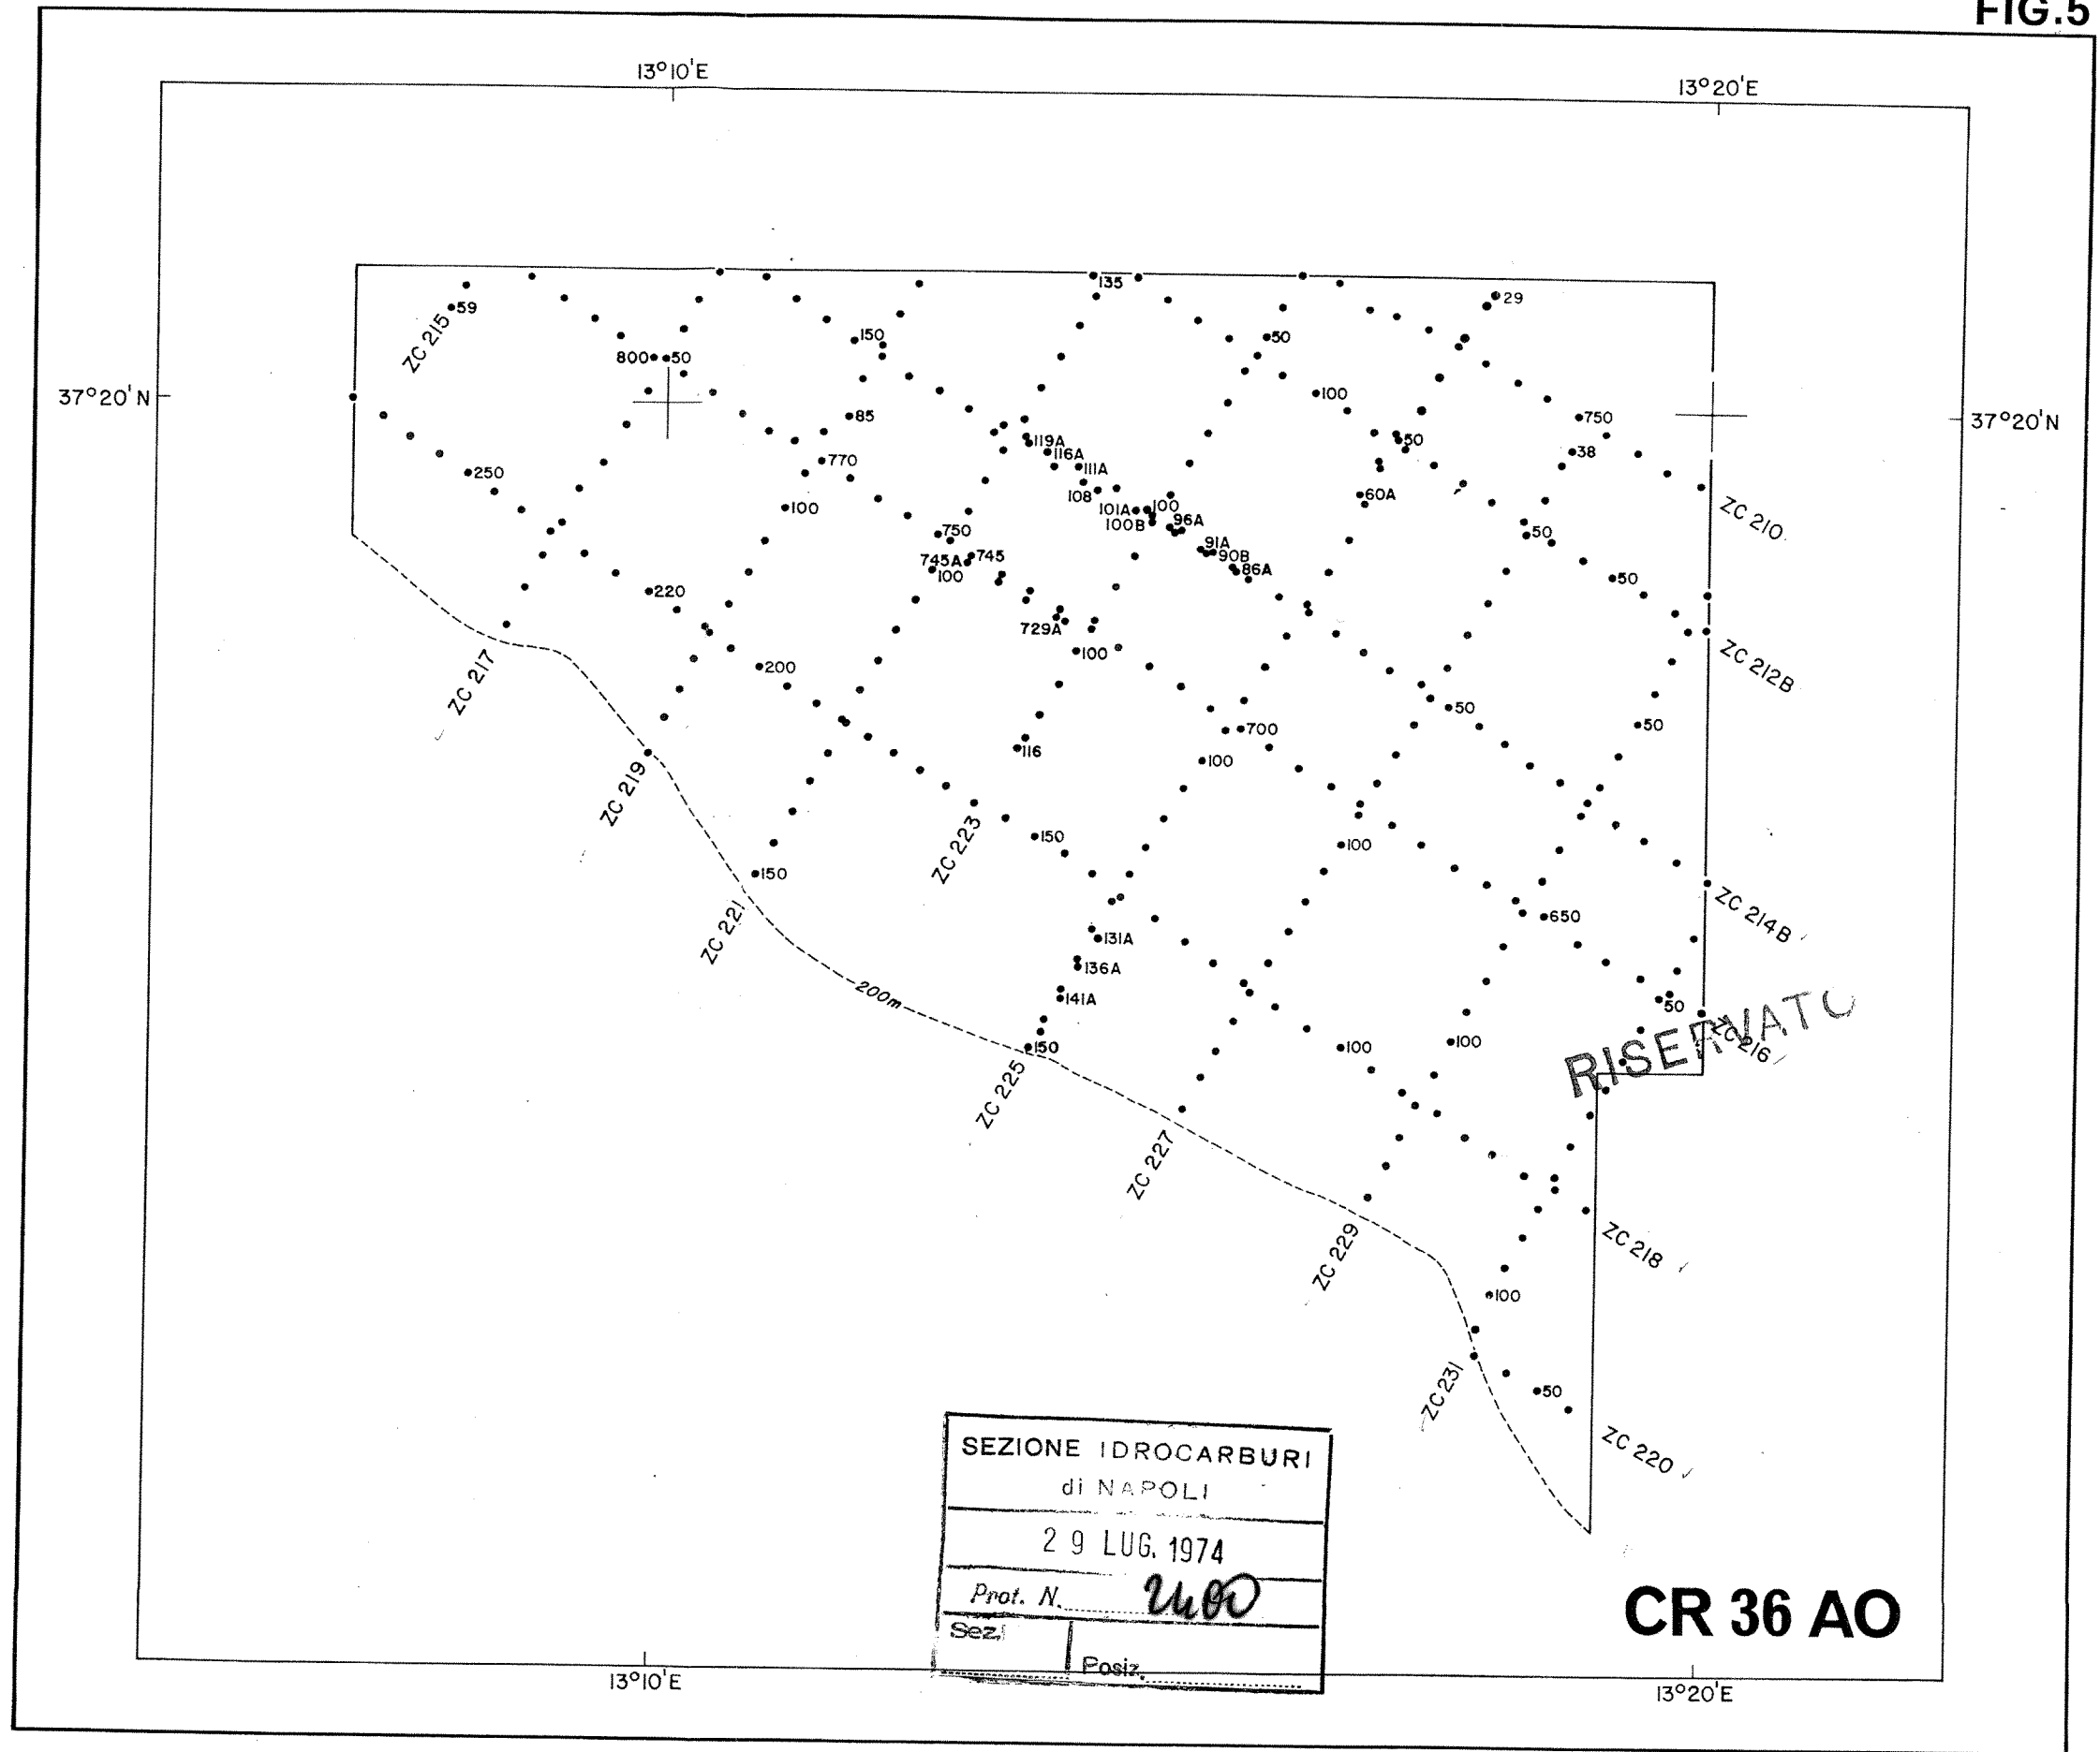 FIG.5
13°10'E
13°20'E
135
29
ZC 215
59
150
50
800
50
37°20'N
100
750
37°20'N
85
119A
50
38
116A
770
111A
250
108
60A
100
101A
100
ZC 210
100B
96A
750
50
91A
745A
745
90B
100
86A
50
220
729A
100
ZC 212B
200
ZC 217
50
50
116
700
100
ZC 219
ZC 223
150
100
150
ZC 221
650
ZC 214B
131A
136A
200m
141A
50
RISERVATO
ZC 216
150
100
100
ZC 225
ZC 227
ZC 229
ZC 218
100
ZC 231
50
ZC 220
SEZIONE IDROCARBURI
di NAPOLI
29 LUG. 1974
Prot. N. 2400
Sez.
Posiz.
CR 36 AO
13°10'E
13°20'E